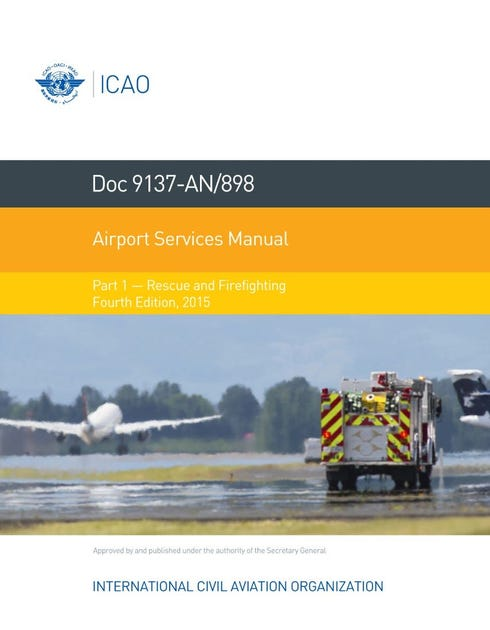 ICAO
Doc 9137-AN/898
Airport Services Manual
Part 1 — Rescue and Firefighting
Fourth Edition, 2015
Approved by and published under the authority of the Secretary General
INTERNATIONAL CIVIL AVIATION ORGANIZATION